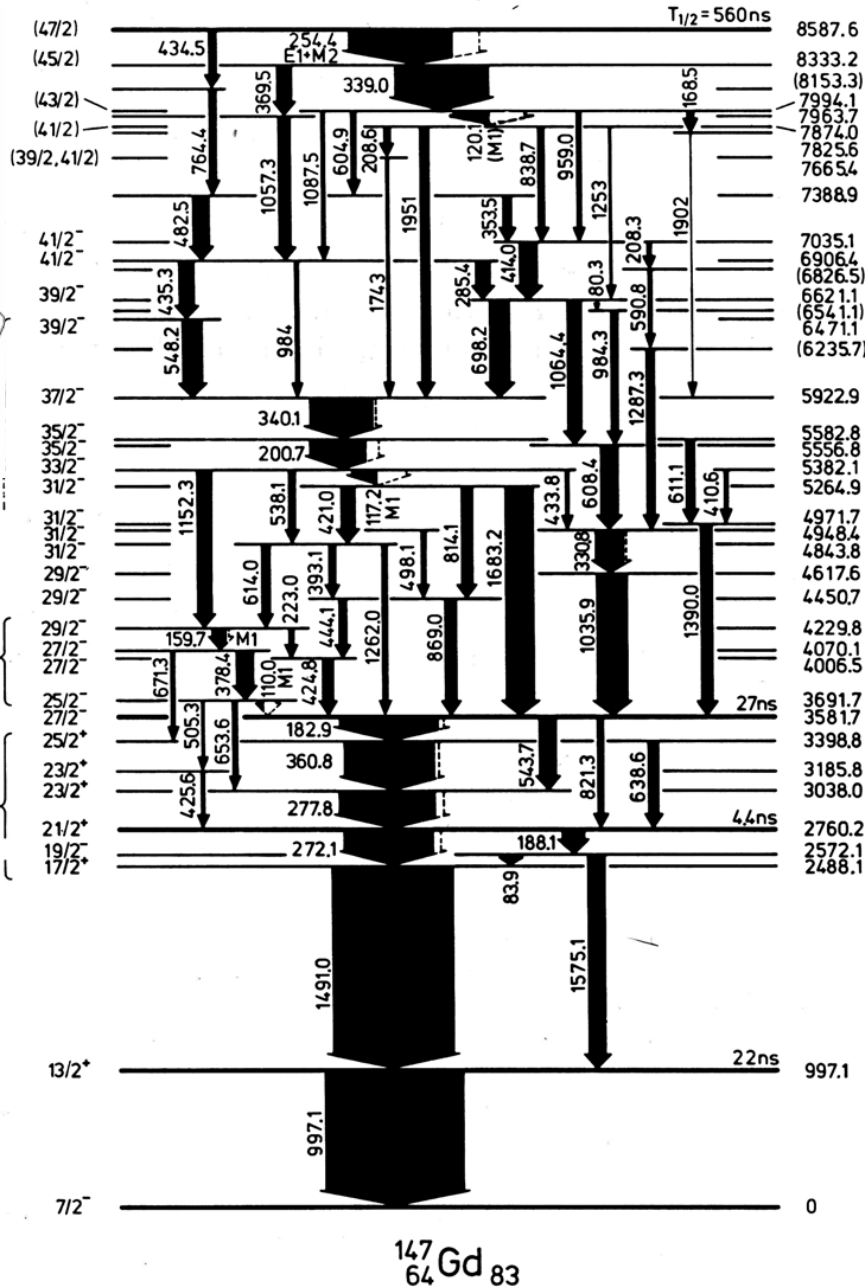 T1/2 = 560ns
(47/2) 434.5 254.4 8587.6
E1+M2
(45/2) 8333.2
369.5 339.0 168.5 (8153.3)
(43/2) 7994.1
7963.7
(41/2) 764.4 1057.3 1087.5 604.9 208.6 120.1 (M1) 838.7 959.0 7874.0
7825.6
(39/2,41/2) 1253 7665.4
482.5 1951 353.5 1902 7388.9
41/2⁻ 414.0 208.3 7035.1
41/2⁻ 435.3 174.3 285.4 80.3 6906.4
(6826.5)
39/2⁻ 590.8 6621.1
(6541.1)
39/2⁻ 548.2 984 698.2 1064.4 984.3 6471.1
1287.3 (6235.7)
37/2⁻ 5922.9
340.1
35/2⁻ 5582.8
35/2⁻ 200.7 5556.8
33/2⁻ 608.4 611.1 410.6 5382.1
31/2⁻ 1152.3 538.1 421.0 117.2 M1 433.8 5264.9
814.1 1683.2
31/2⁻ 4971.7
31/2⁻ 498.1 330.8 4948.4
31/2⁻ 614.0 393.1 4843.8
29/2⁻ 223.0 1390.0 4617.6
29/2⁻ 444.1 1262.0 869.0 1035.9 4450.7
29/2⁻ 159.7 M1 4229.8
27/2⁻ 4070.1
27/2⁻ 671.3 378.4 110.0 M1 424.8 4006.5
25/2⁻ 27ns 3691.7
27/2⁻ 505.3 653.6 182.9 3581.7
25/2⁺ 543.7 821.3 638.6 3398.8
360.8
23/2⁺ 3185.8
23/2⁺ 425.6 3038.0
277.8 4.4ns
21/2⁺ 2760.2
272.1 188.1
19/2⁻ 2572.1
17/2⁺ 2488.1
83.9
1491.0 1575.1
22ns
13/2⁺ 997.1
997.1
7/2⁻ 0
¹⁴⁷₆₄Gd₈₃